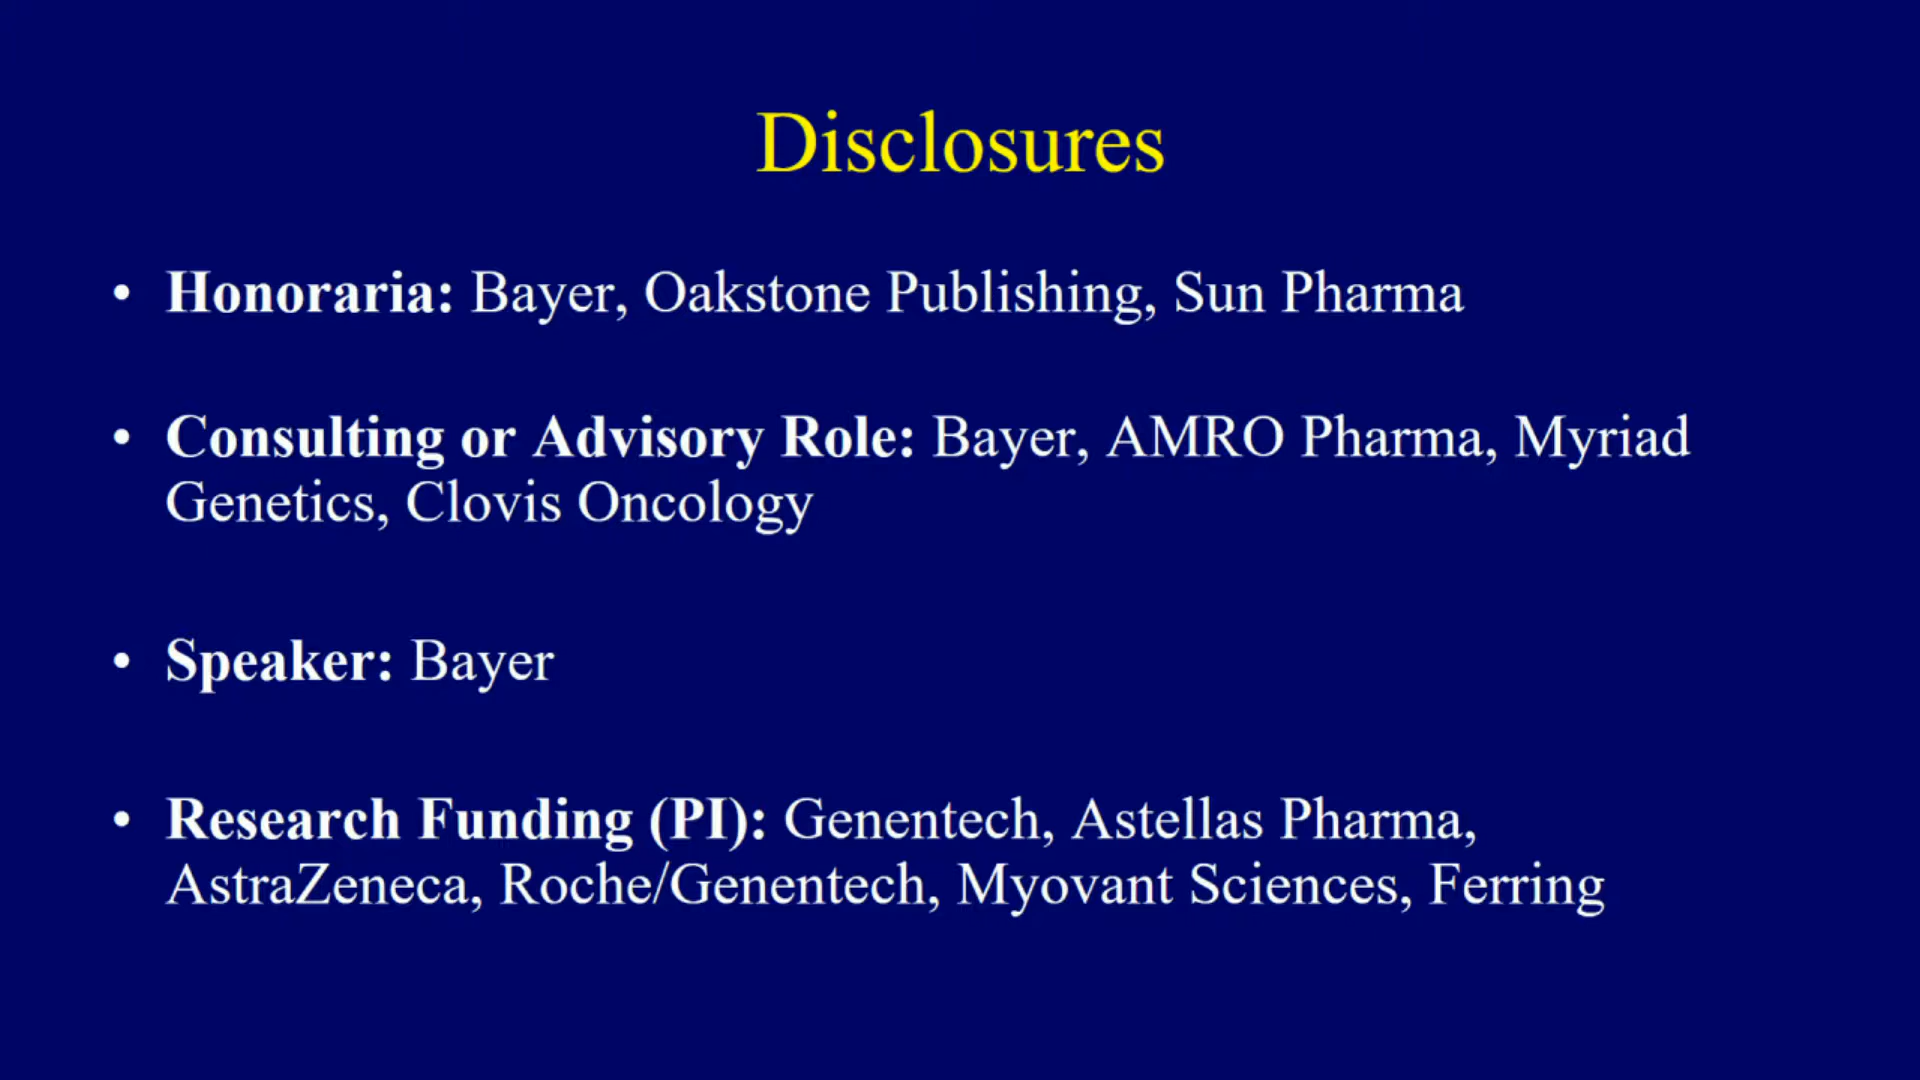 Disclosures
• Honoraria: Bayer, Oakstone Publishing, Sun Pharma
• Consulting or Advisory Role: Bayer, AMRO Pharma, Myriad
Genetics, Clovis Oncology
• Speaker: Bayer
• Research Funding (PI): Genentech, Astellas Pharma,
AstraZeneca, Roche/Genentech, Myovant Sciences, Ferring